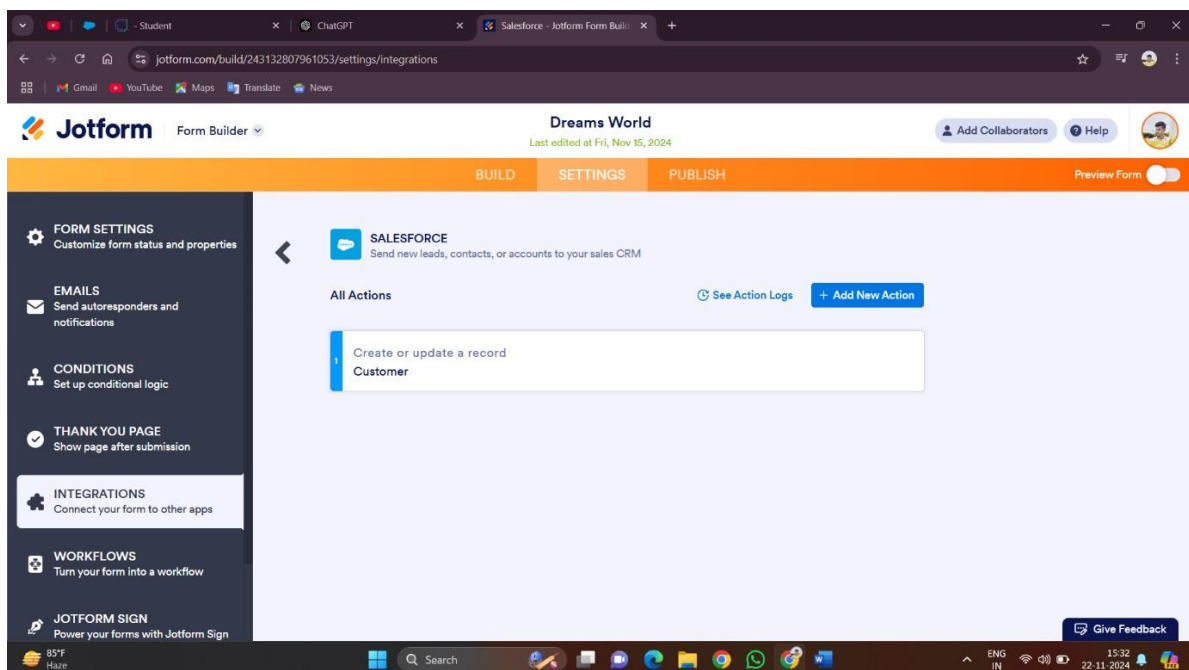 - Student
ChatGPT
Salesforce - Jotform Form Build
jotform.com/build/243132807961053/settings/integrations
Gmail YouTube Maps Translate News
Jotform Form Builder
Dreams World
Last edited at Fri, Nov 15, 2024
Add Collaborators
Help
BUILD SETTINGS PUBLISH
Preview Form
FORM SETTINGS
Customize form status and properties
EMAILS
Send autoresponders and
notifications
CONDITIONS
Set up conditional logic
THANK YOU PAGE
Show page after submission
INTEGRATIONS
Connect your form to other apps
WORKFLOWS
Turn your form into a workflow
JOTFORM SIGN
Power your forms with Jotform Sign
SALESFORCE
Send new leads, contacts, or accounts to your sales CRM
All Actions
See Action Logs
+ Add New Action
1
Create or update a record
Customer
Give Feedback
85°F
Haze
Search
ENG
IN
15:32
22-11-2024